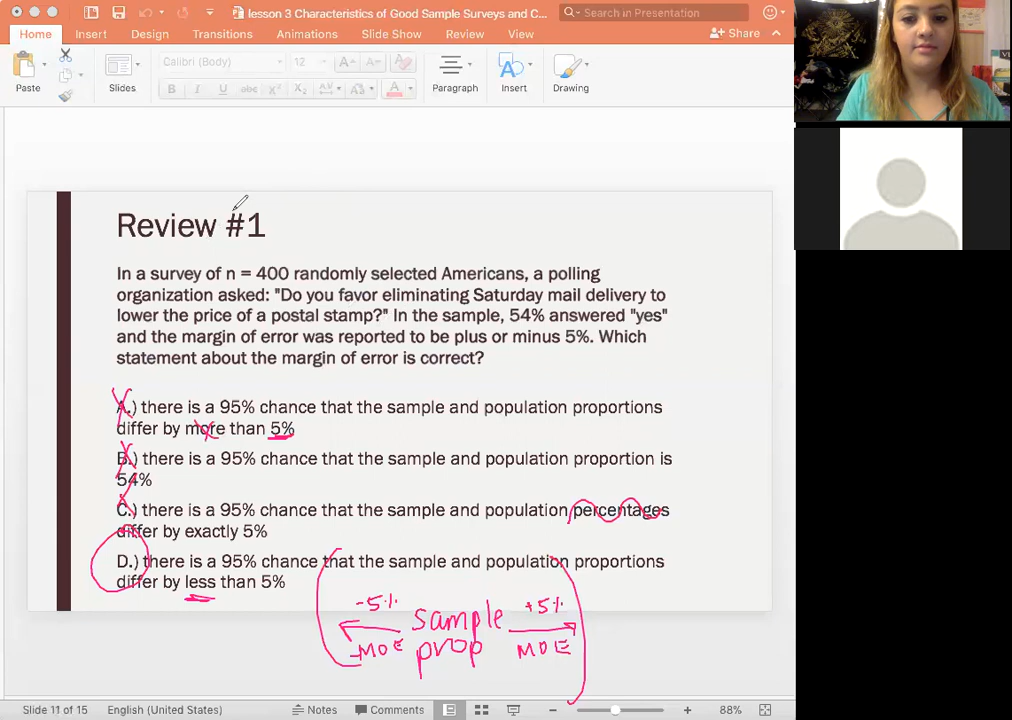 lesson 3 Characteristics of Good Sample Surveys and C...
Search in Presentation
Home Insert Design Transitions Animations Slide Show Review View Share
Calibri (Body) 12
Paste Slides Paragraph Insert Drawing
B I U abc X² X₂ AV Aa A
Review #1
In a survey of n = 400 randomly selected Americans, a polling
organization asked: "Do you favor eliminating Saturday mail delivery to
lower the price of a postal stamp?" In the sample, 54% answered "yes"
and the margin of error was reported to be plus or minus 5%. Which
statement about the margin of error is correct?
A.) there is a 95% chance that the sample and population proportions
differ by more than 5%
B.) there is a 95% chance that the sample and population proportion is
54%
C.) there is a 95% chance that the sample and population percentages
differ by exactly 5%
D.) there is a 95% chance that the sample and population proportions
differ by less than 5%
-5% sample +5%
-MOE prop MOE
Slide 11 of 15 English (United States) Notes Comments 88%